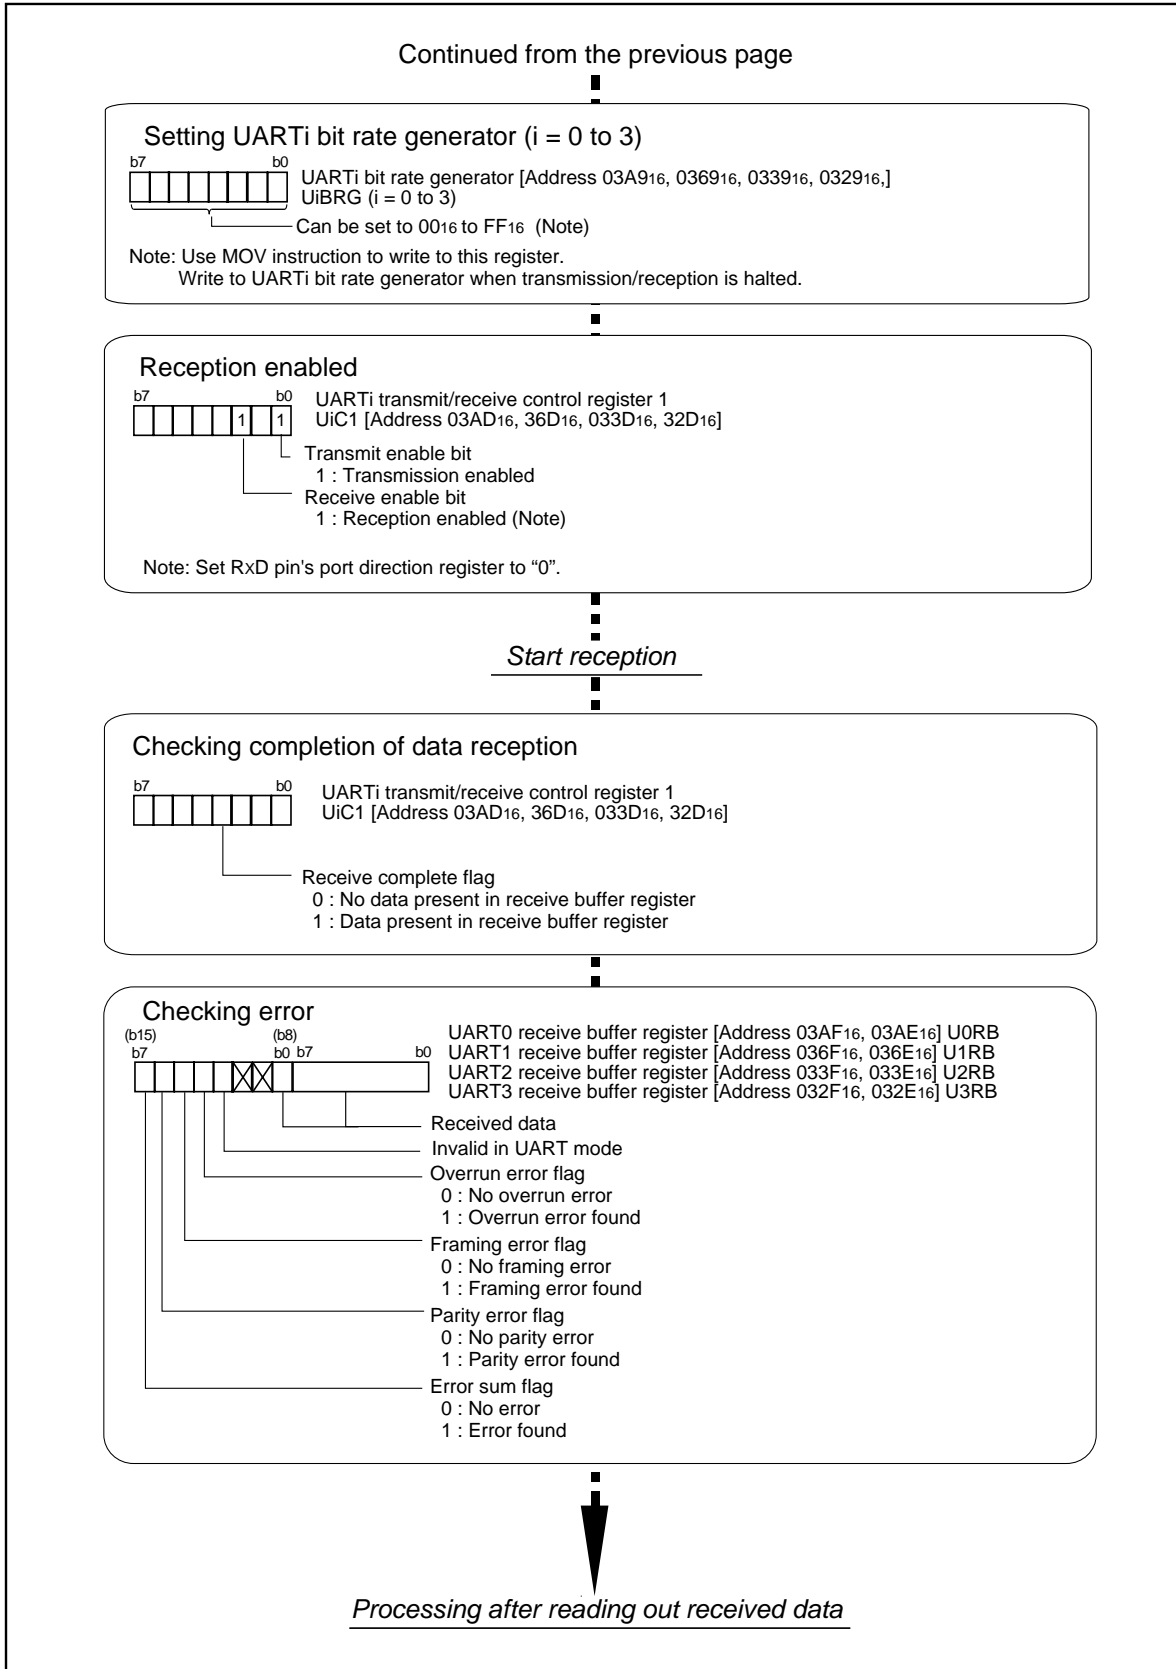 Continued from the previous page
Setting UARTi bit rate generator (i = 0 to 3)
b7 b0
UARTi bit rate generator [Address 03A916, 036916, 033916, 032916,]
UiBRG (i = 0 to 3)
Can be set to 0016 to FF16 (Note)
Note: Use MOV instruction to write to this register.
Write to UARTi bit rate generator when transmission/reception is halted.
Reception enabled
b7 b0
UARTi transmit/receive control register 1
1 1
UiC1 [Address 03AD16, 36D16, 033D16, 32D16]
Transmit enable bit
1 : Transmission enabled
Receive enable bit
1 : Reception enabled (Note)
Note: Set RxD pin's port direction register to “0”.
Start reception
Checking completion of data reception
b7 b0
UARTi transmit/receive control register 1
UiC1 [Address 03AD16, 36D16, 033D16, 32D16]
Receive complete flag
0 : No data present in receive buffer register
1 : Data present in receive buffer register
Checking error
(b15) (b8)
b7 b0 b7 b0
UART0 receive buffer register [Address 03AF16, 03AE16] U0RB
UART1 receive buffer register [Address 036F16, 036E16] U1RB
UART2 receive buffer register [Address 033F16, 033E16] U2RB
UART3 receive buffer register [Address 032F16, 032E16] U3RB
Received data
Invalid in UART mode
Overrun error flag
0 : No overrun error
1 : Overrun error found
Framing error flag
0 : No framing error
1 : Framing error found
Parity error flag
0 : No parity error
1 : Parity error found
Error sum flag
0 : No error
1 : Error found
Processing after reading out received data